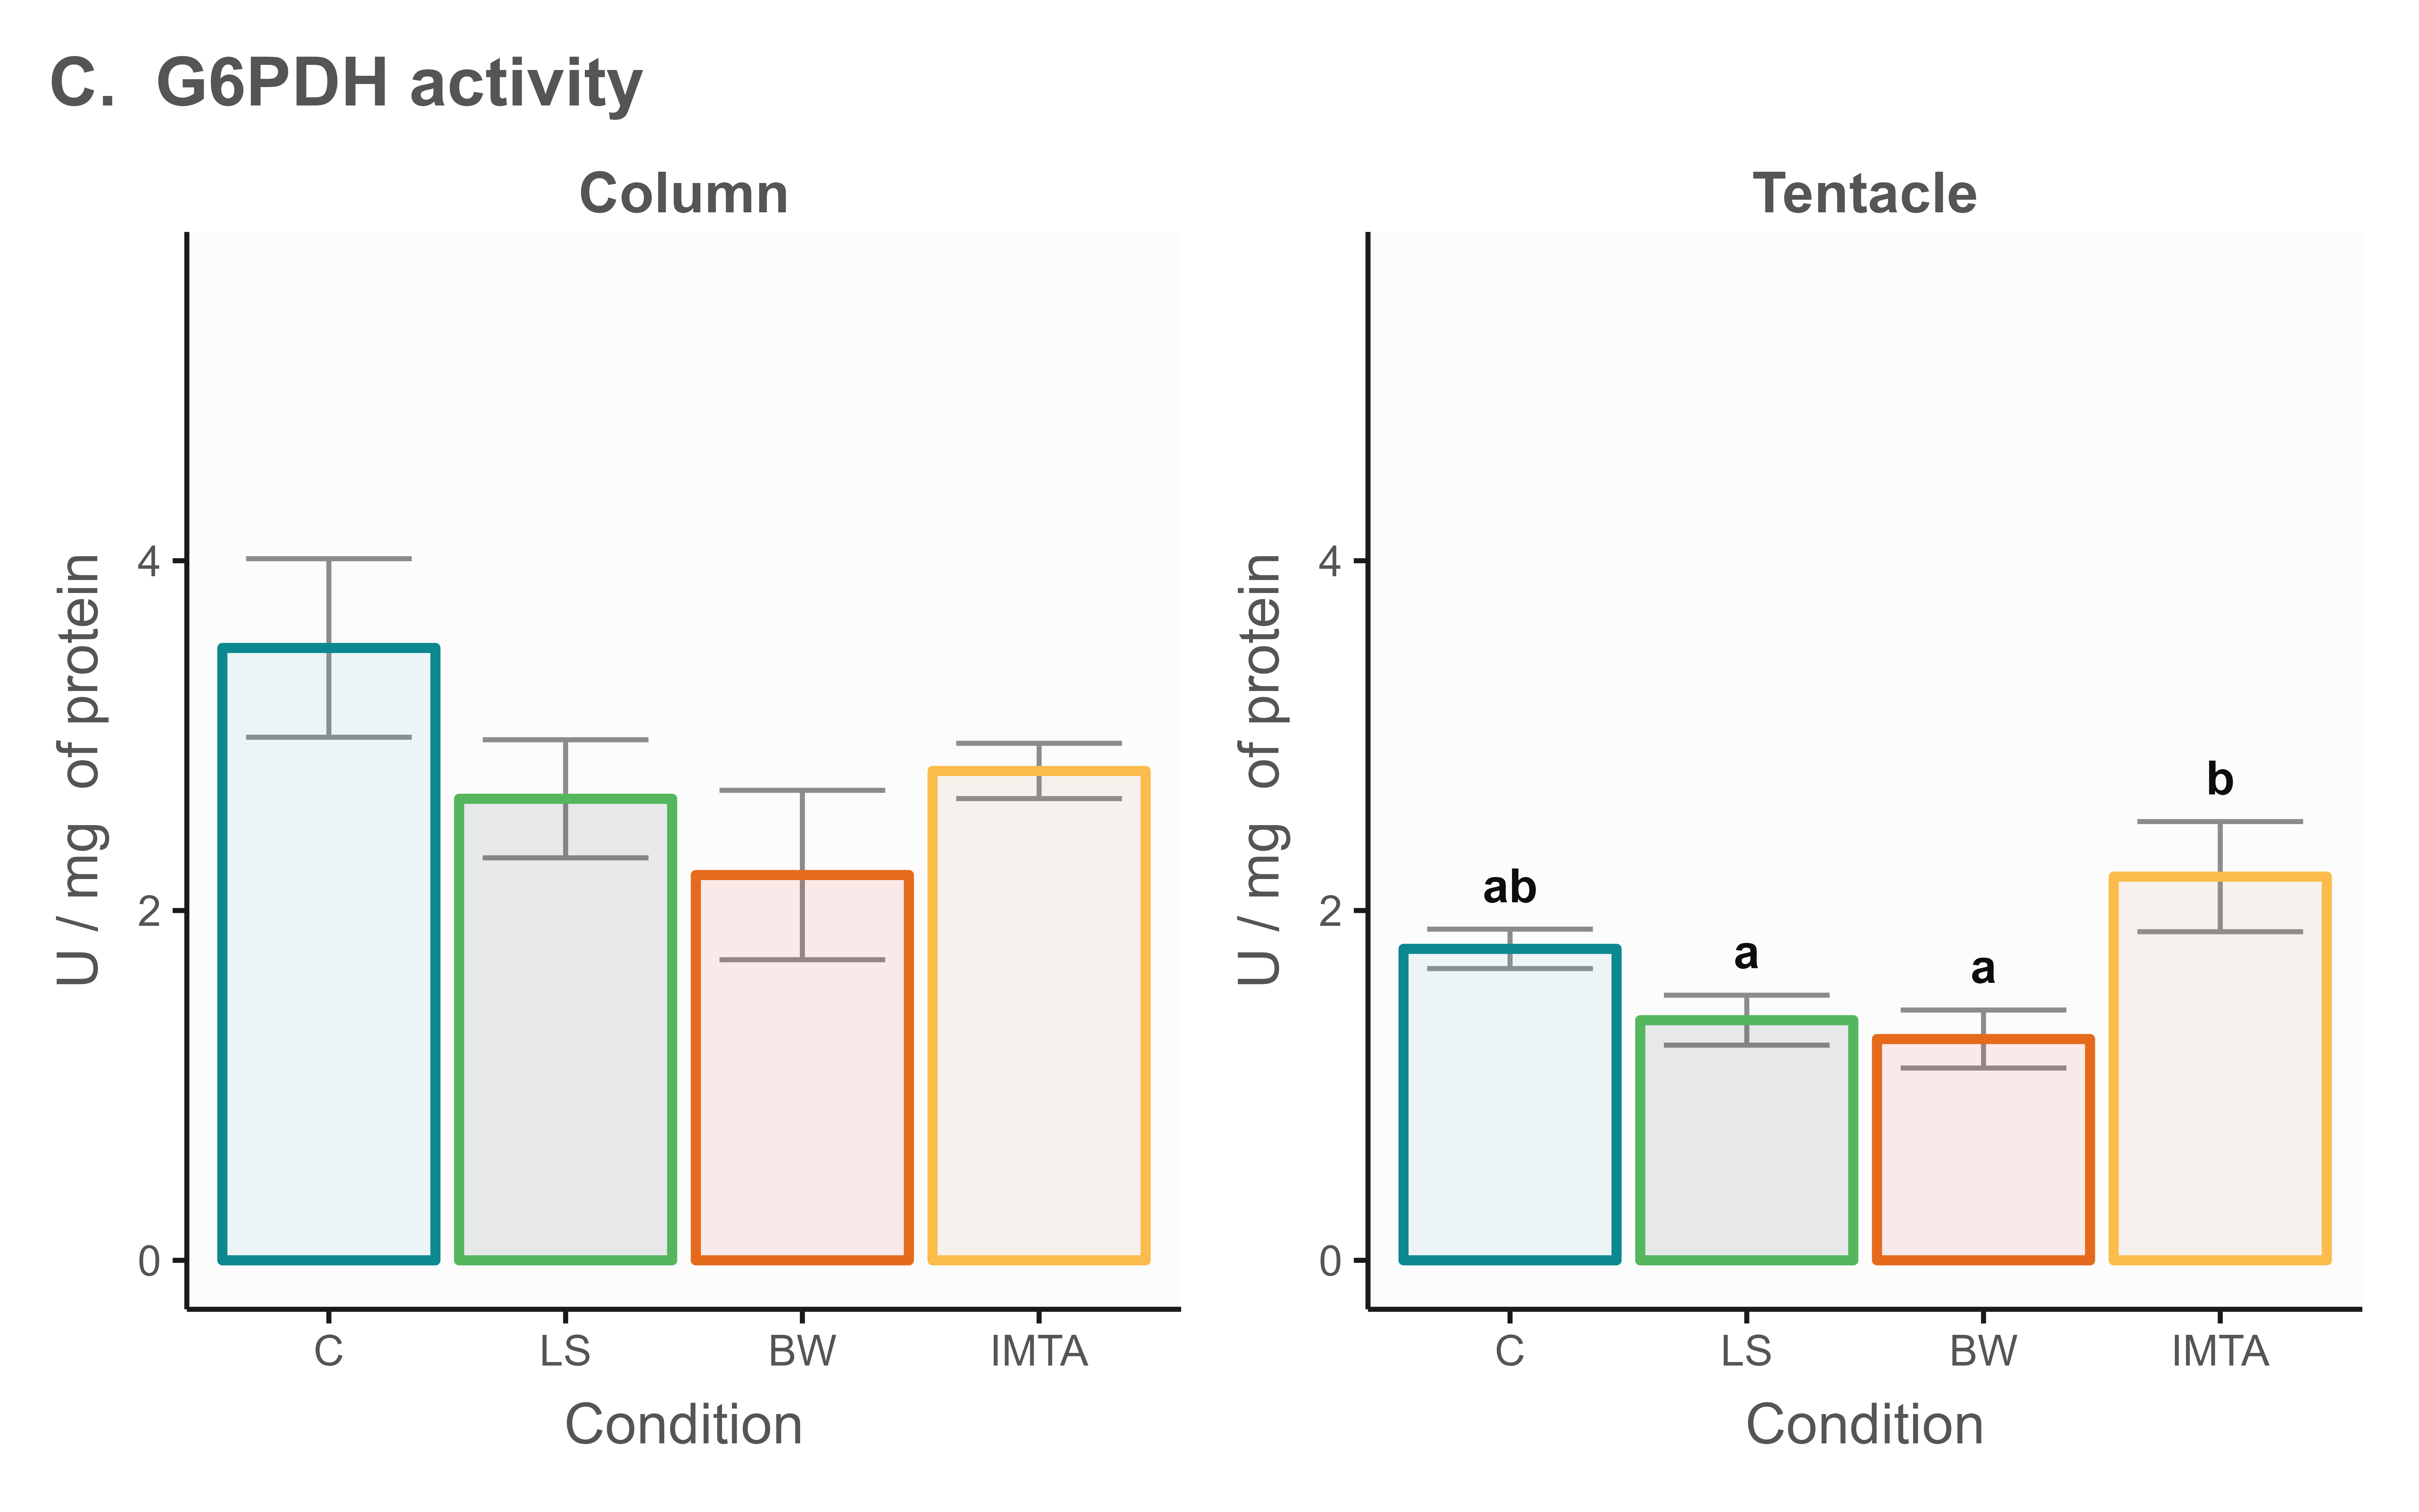 C. G6PDH activity
Column
U / mg of protein
4
2
0
C LS BW IMTA
Condition
Tentacle
U / mg of protein
4
2
0
ab a a b
C LS BW IMTA
Condition